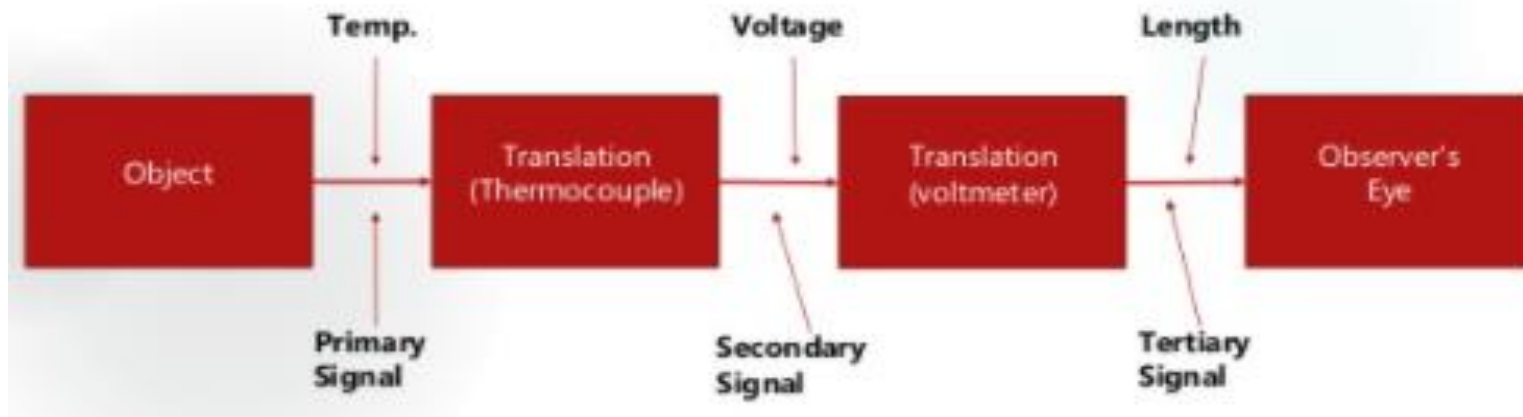 Temp.
Voltage
Length
Object
Translation
(Thermocouple)
Translation
(voltmeter)
Observer's
Eye
Primary
Signal
Secondary
Signal
Tertiary
Signal